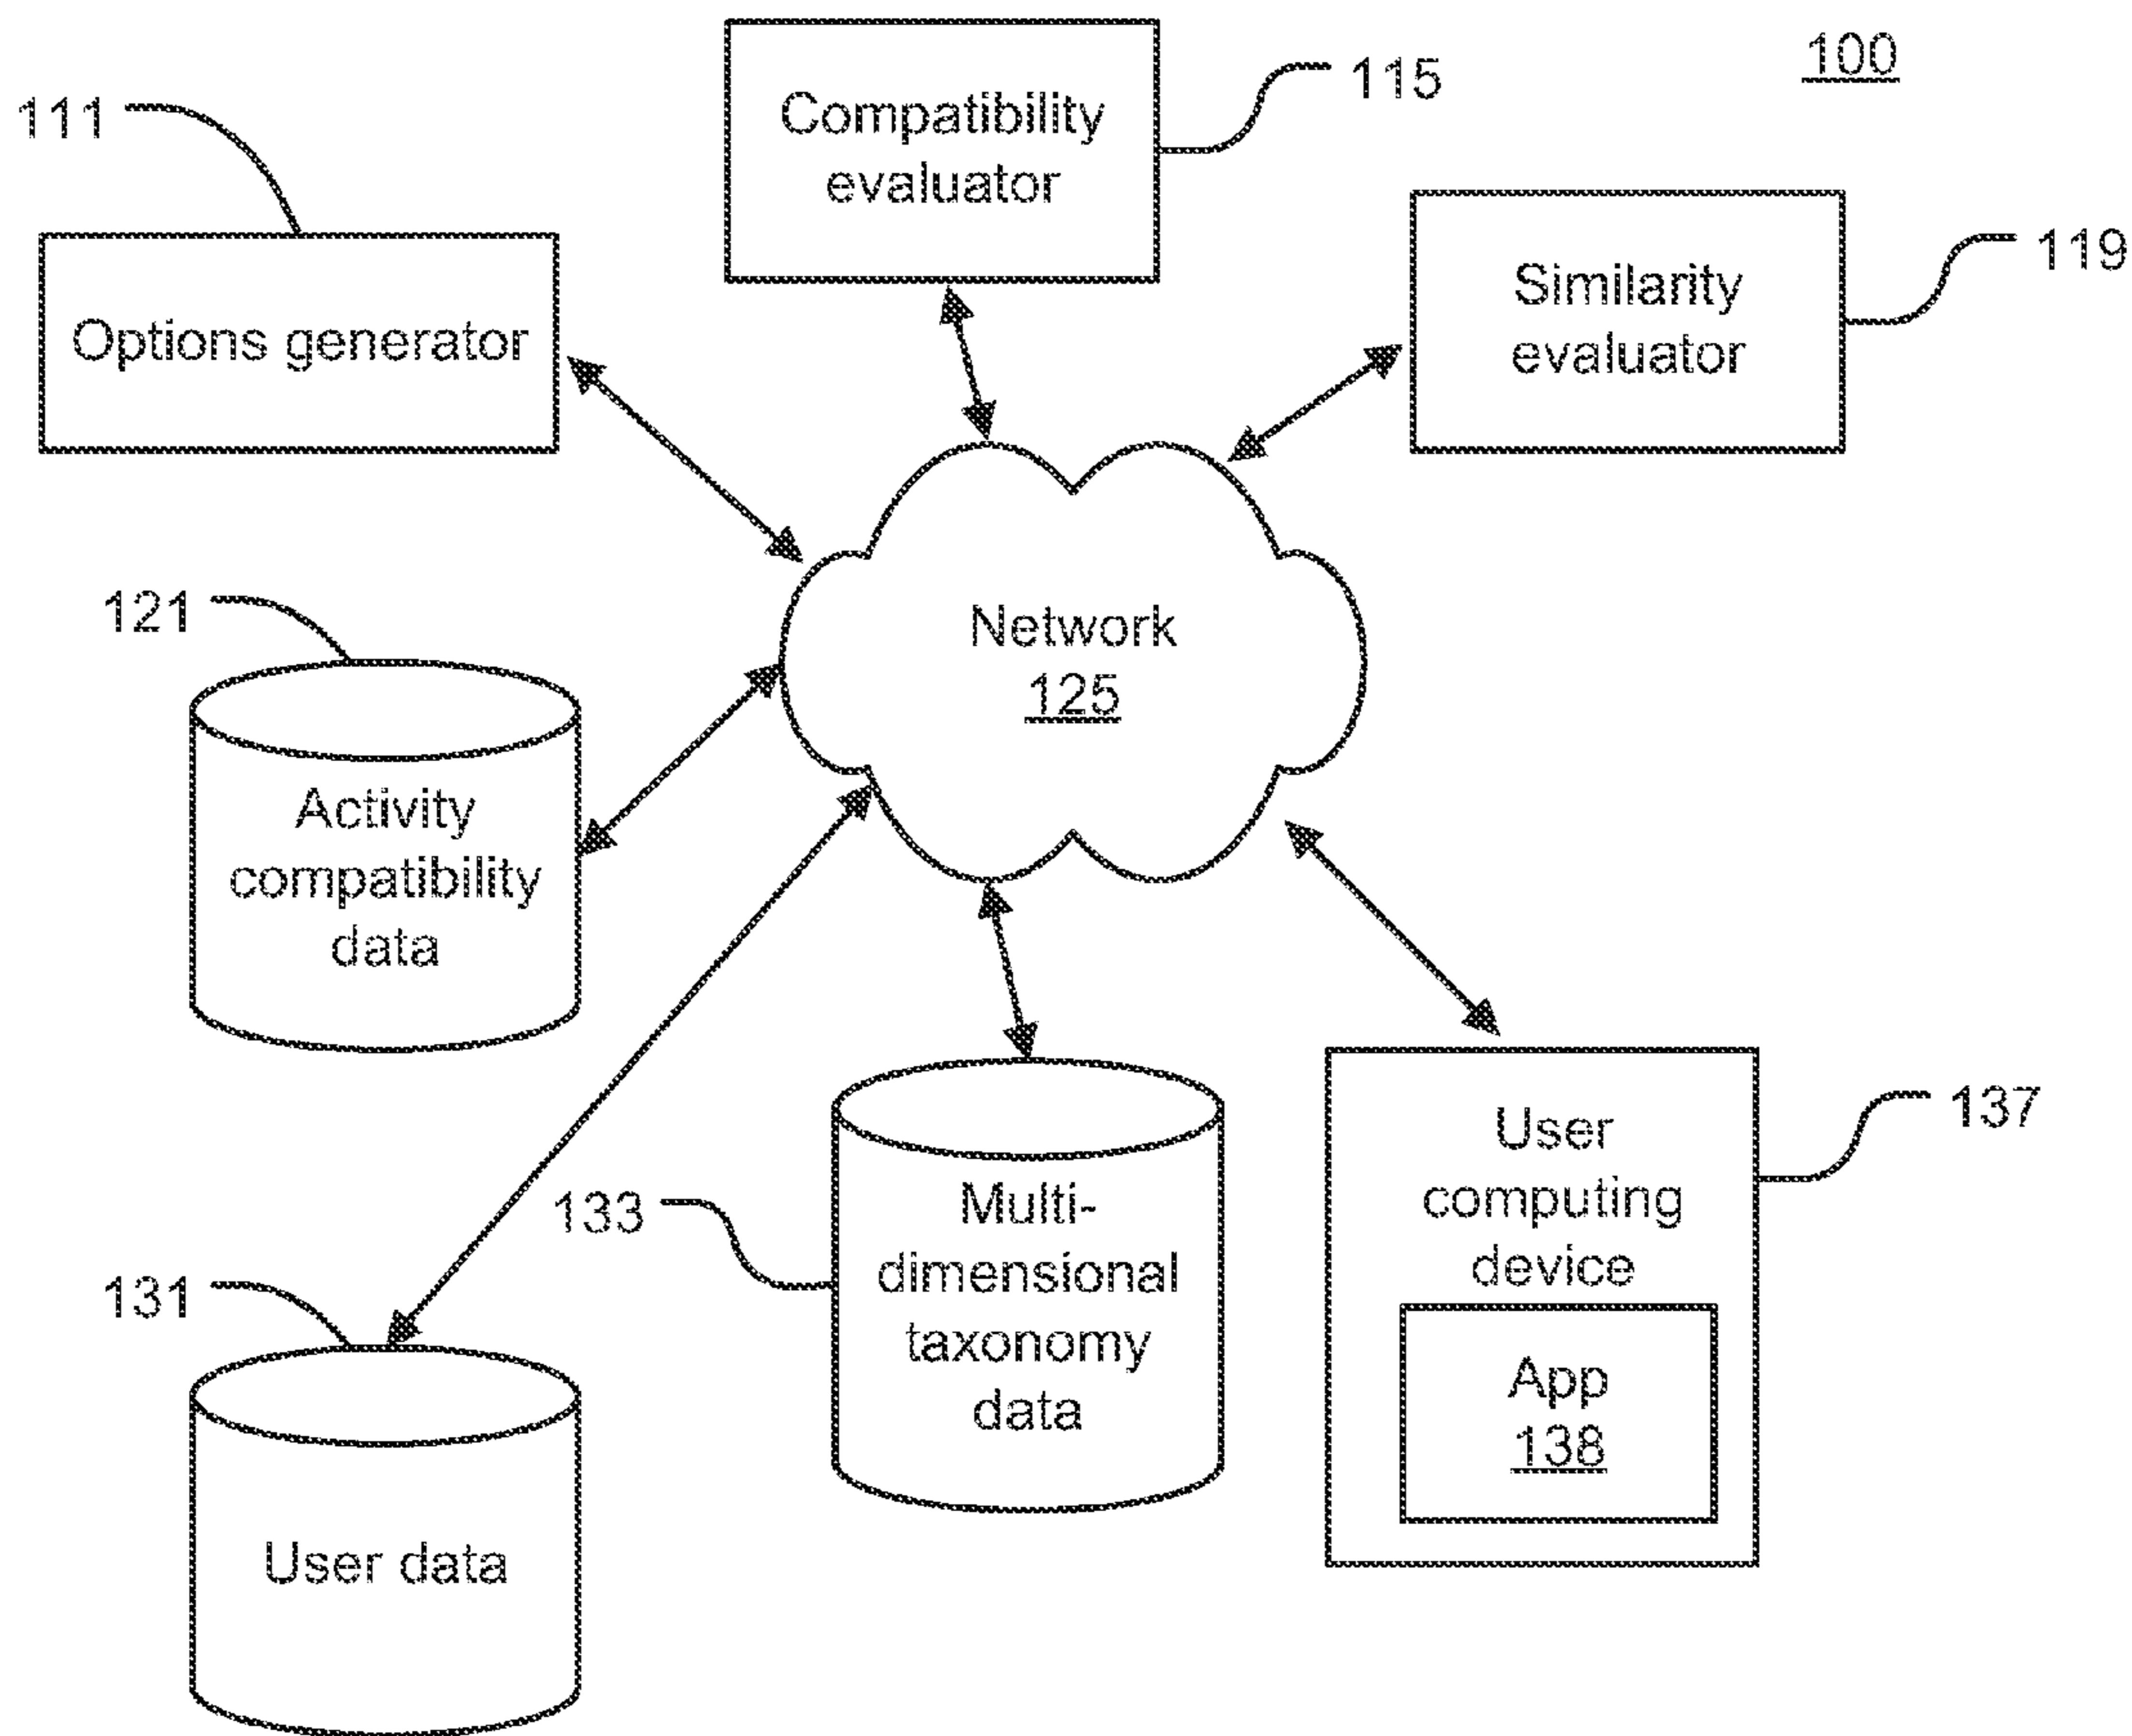 100
115
Compatibility
evaluator
111
119
Similarity
evaluator
Options generator
121
Network
125
Activity
compatibility
data
137
User
computing
device
133
Multi-
dimensional
taxonomy
data
131
App
138
User data